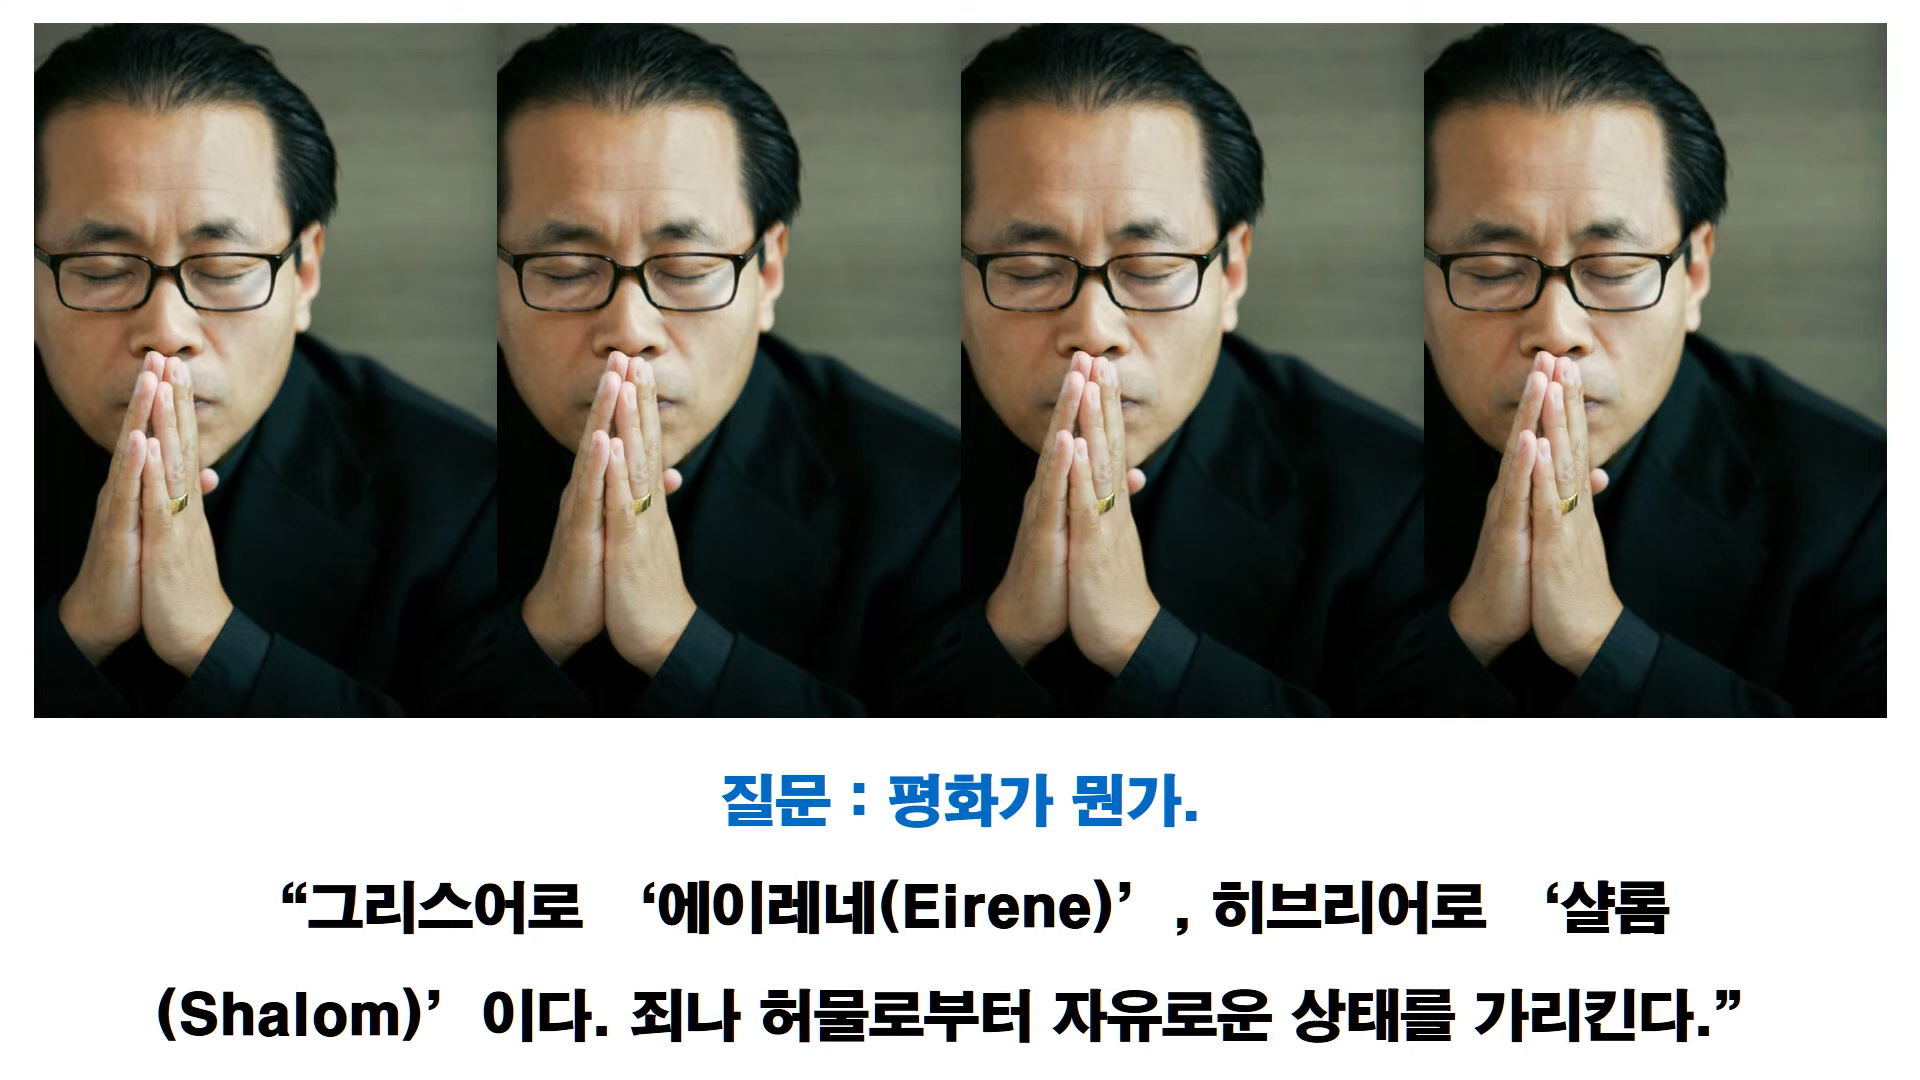 질문 : 평화가 뭔가.
“그리스어로 ‘에이레네(Eirene)’ , 히브리어로 ‘샬롬
(Shalom)’ 이다. 죄나 허물로부터 자유로운 상태를 가리킨다.”